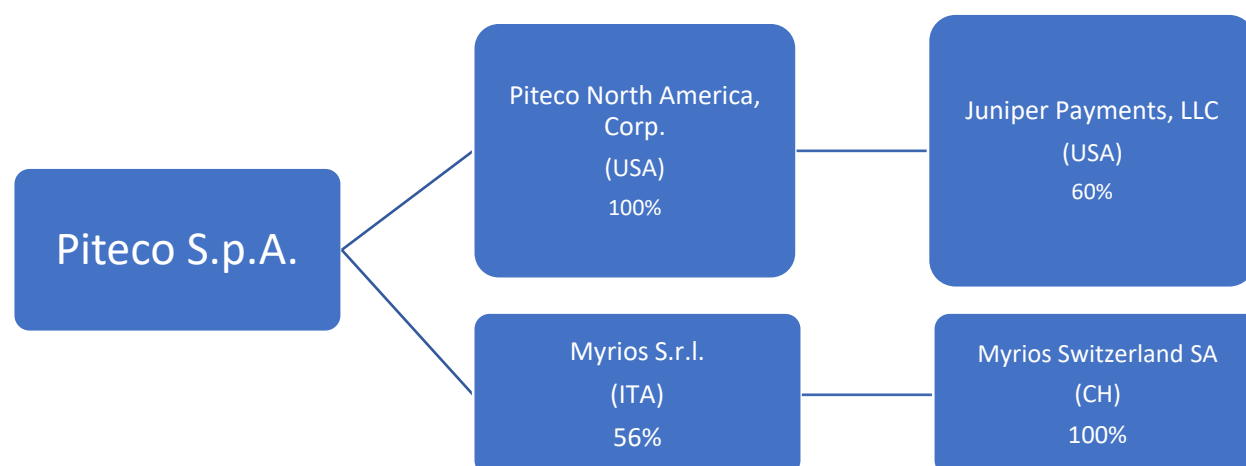 Piteco S.p.A.
Piteco North America,
Corp.
(USA)
100%
Juniper Payments, LLC
(USA)
60%
Myrios S.r.l.
(ITA)
56%
Myrios Switzerland SA
(CH)
100%